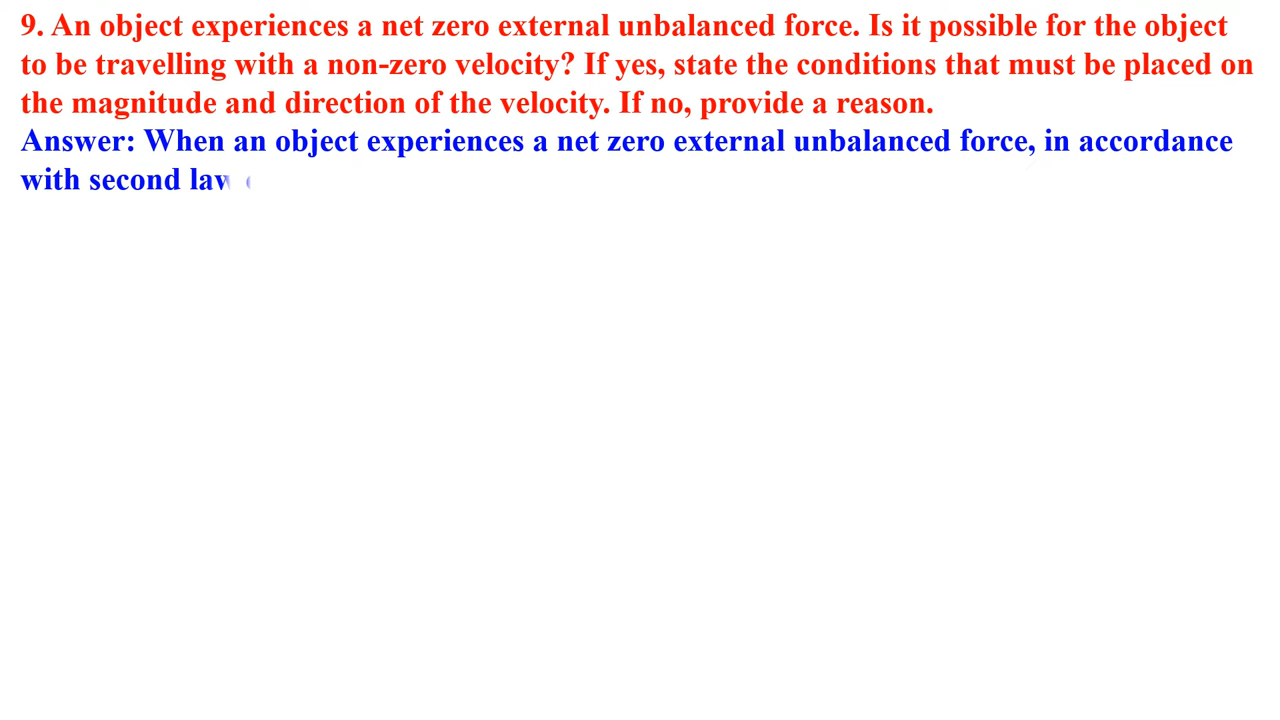 9. An object experiences a net zero external unbalanced force. Is it possible for the object
to be travelling with a non-zero velocity? If yes, state the conditions that must be placed on
the magnitude and direction of the velocity. If no, provide a reason.
Answer: When an object experiences a net zero external unbalanced force, in accordance
with second law